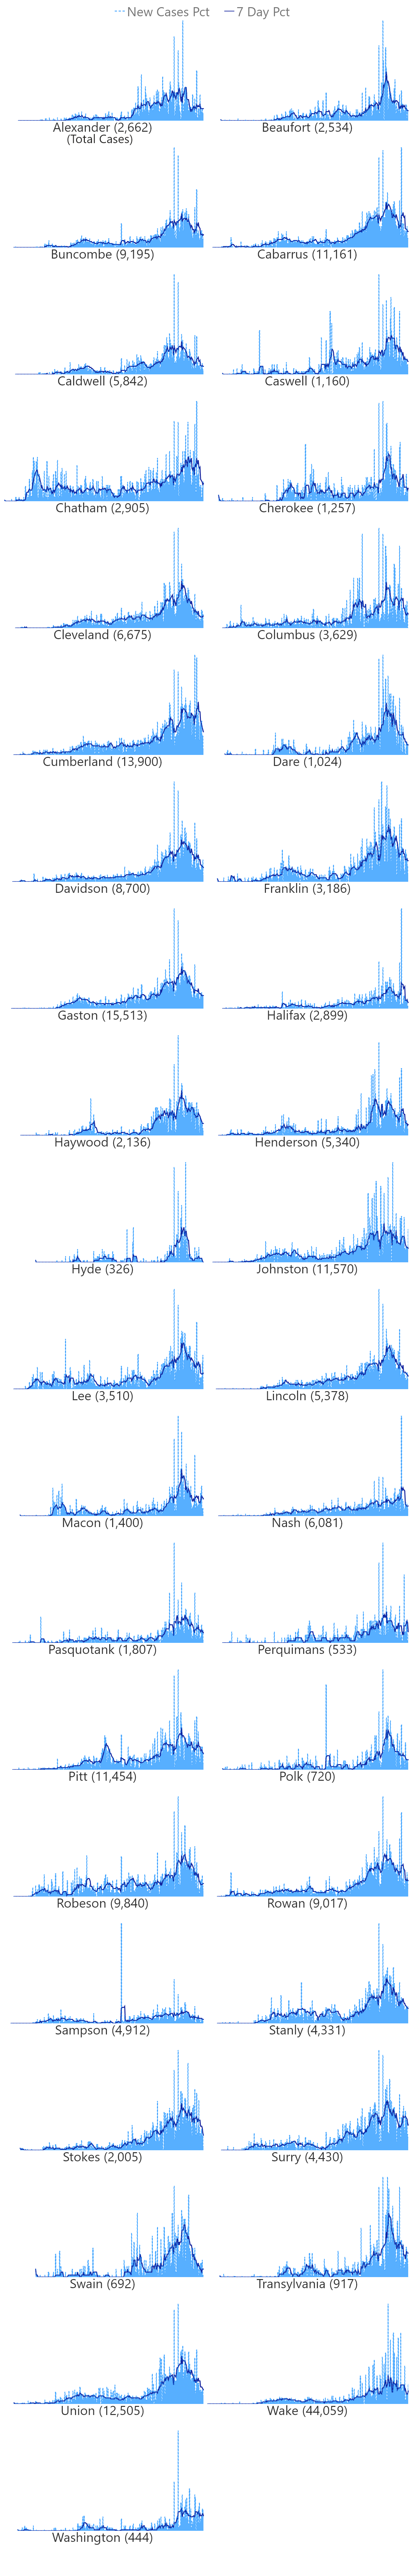 New Cases Pct 7 Day Pct
Alexander (2,662)
(Total Cases)
Beaufort (2,534)
Buncombe (9,195)
Cabarrus (11,161)
Caldwell (5,842)
Caswell (1,160)
Chatham (2,905)
Cherokee (1,257)
Cleveland (6,675)
Columbus (3,629)
Cumberland (13,900)
Dare (1,024)
Davidson (8,700)
Franklin (3,186)
Gaston (15,513)
Halifax (2,899)
Haywood (2,136)
Henderson (5,340)
Hyde (326)
Johnston (11,570)
Lee (3,510)
Lincoln (5,378)
Macon (1,400)
Nash (6,081)
Pasquotank (1,807)
Perquimans (533)
Pitt (11,454)
Polk (720)
Robeson (9,840)
Rowan (9,017)
Sampson (4,912)
Stanly (4,331)
Stokes (2,005)
Surry (4,430)
Swain (692)
Transylvania (917)
Union (12,505)
Wake (44,059)
Washington (444)